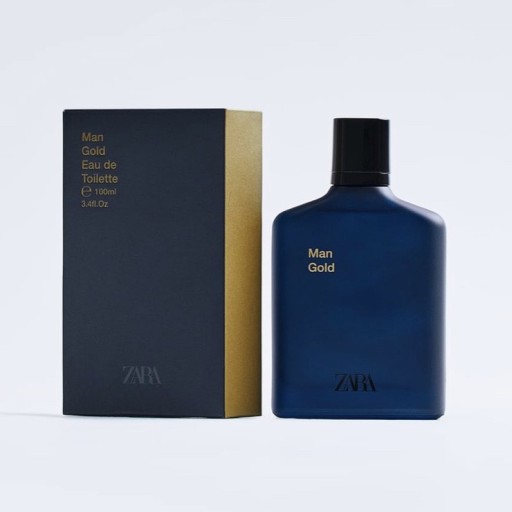 Man
Gold
Eau de
Toilette
℮ 100ml
3.4fl.Oz
ZARA
Man
Gold
ZARA